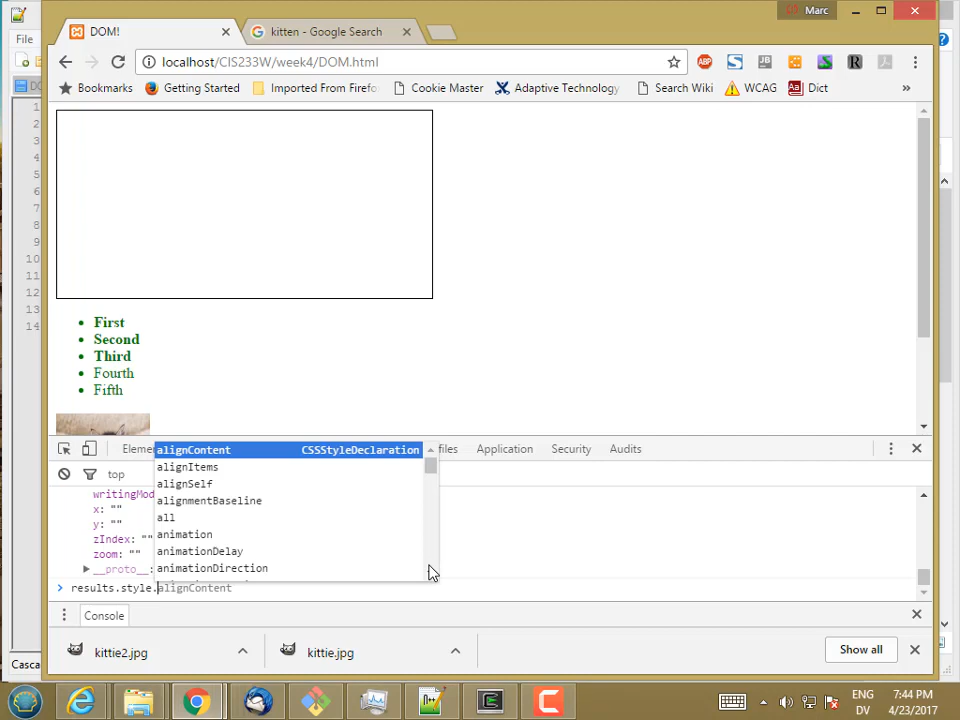 Marc
File
DOM!
kitten - Google Search
localhost/CIS233W/week4/DOM.html
Bookmarks
Getting Started
Imported From Firefo
Cookie Master
Adaptive Technology
Search Wiki
WCAG
Dict
»
1
2
3
4
5
6
7
8
9
10
11
12
13
14
First
Second
Third
Fourth
Fifth
Eleme
files
Application
Security
Audits
top
alignContent CSSStyleDeclaration
alignItems
alignSelf
alignmentBaseline
all
animation
animationDelay
animationDirection
writingMod
x: ""
y: ""
zIndex: ""
zoom: ""
__proto__:
> results.style.alignContent
Console
kittie2.jpg
kittie.jpg
Show all
Casca
ENG
DV
7:44 PM
4/23/2017